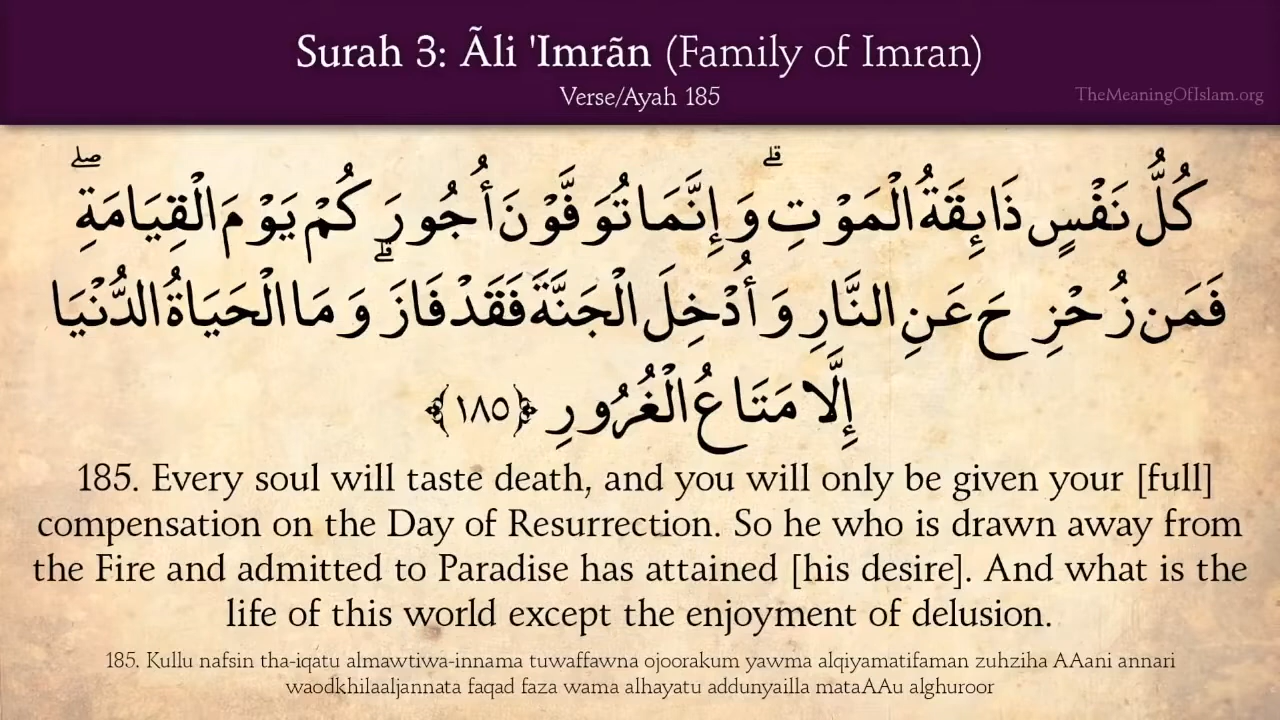 Surah 3: Ãli 'Imrãn (Family of Imran)
Verse/Ayah 185
TheMeaningOfIslam.org
كُلُّ نَفْسٍ ذَايِقَةُ الْمَوْتِ ۗ وَإِنَّمَا تُوَفَّوْنَ أُجُورَكُمْ يَوْمَ الْقِيَامَةِ ۖ
فَمَن زُحْزِحَ عَنِ النَّارِ وَأُدْخِلَ الْجَنَّةَ فَقَدْ فَازَ ۗ وَمَا الْحَيَاةُ الدُّنْيَا
إِلَّا مَتَاعُ الْغُرُورِ ﴿١٨٥﴾
185. Every soul will taste death, and you will only be given your [full]
compensation on the Day of Resurrection. So he who is drawn away from
the Fire and admitted to Paradise has attained [his desire]. And what is the
life of this world except the enjoyment of delusion.
185. Kullu nafsin tha-iqatu almawtiwa-innama tuwaffawna ojoorakum yawma alqiyamatifaman zuhziha AAani annari
waodkhilaaljannata faqad faza wama alhayatu addunyailla mataAAu alghuroor